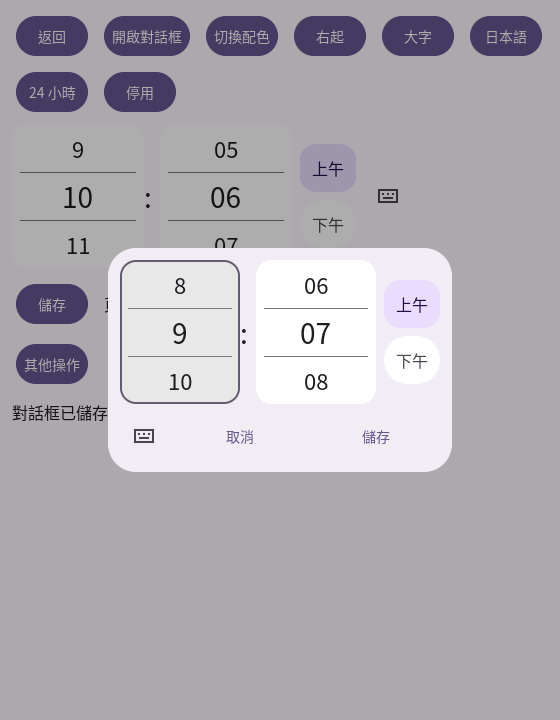 返回 開啟對話框 切換配色 右起 大字 日本語
24 小時 停用
9 05
10 : 06 上午
11 07 下午
儲存
其他操作
對話框已儲存
8 06
9 : 07 上午
10 08 下午
取消 儲存